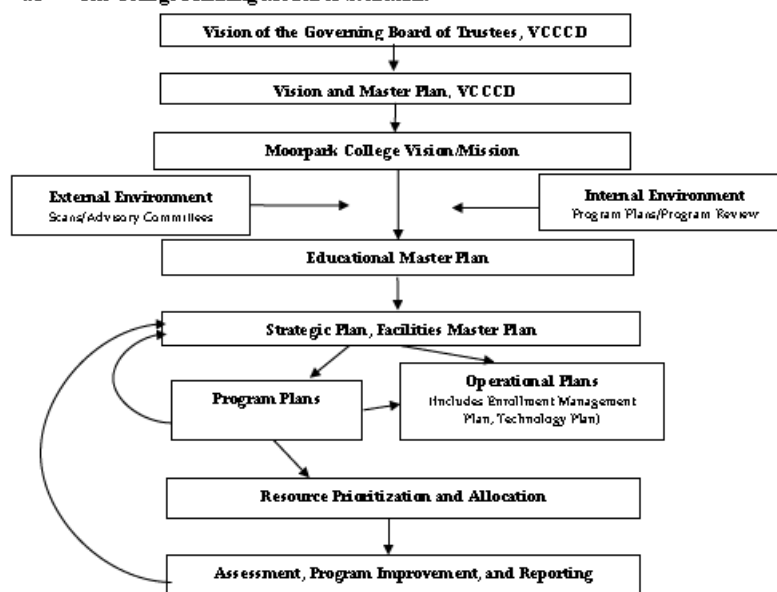 Vision of the Governing Board of Trustees, VCCCD
Vision and Master Plan, VCCCD
Moorpark College Vision/Mission
External Environment
Scans/Advisory Committees
Internal Environment
Program Plans/Program Review
Educational Master Plan
Strategic Plan, Facilities Master Plan
Program Plans
Operational Plans
(Includes Enrollment Management
Plan, Technology Plan)
Resource Prioritization and Allocation
Assessment, Program Improvement, and Reporting